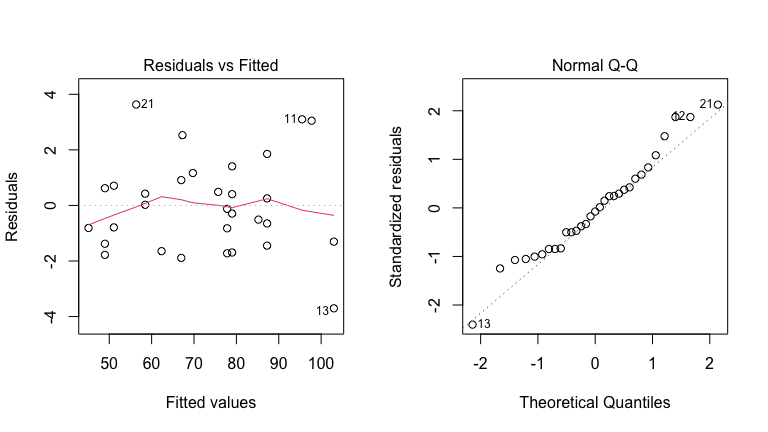 Residuals vs Fitted
Residuals
4
2
0
-2
-4
21
11
13
50 60 70 80 90 100
Fitted values
Normal Q-Q
Standardized residuals
2
1
0
-1
-2
21
12
13
-2 -1 0 1 2
Theoretical Quantiles